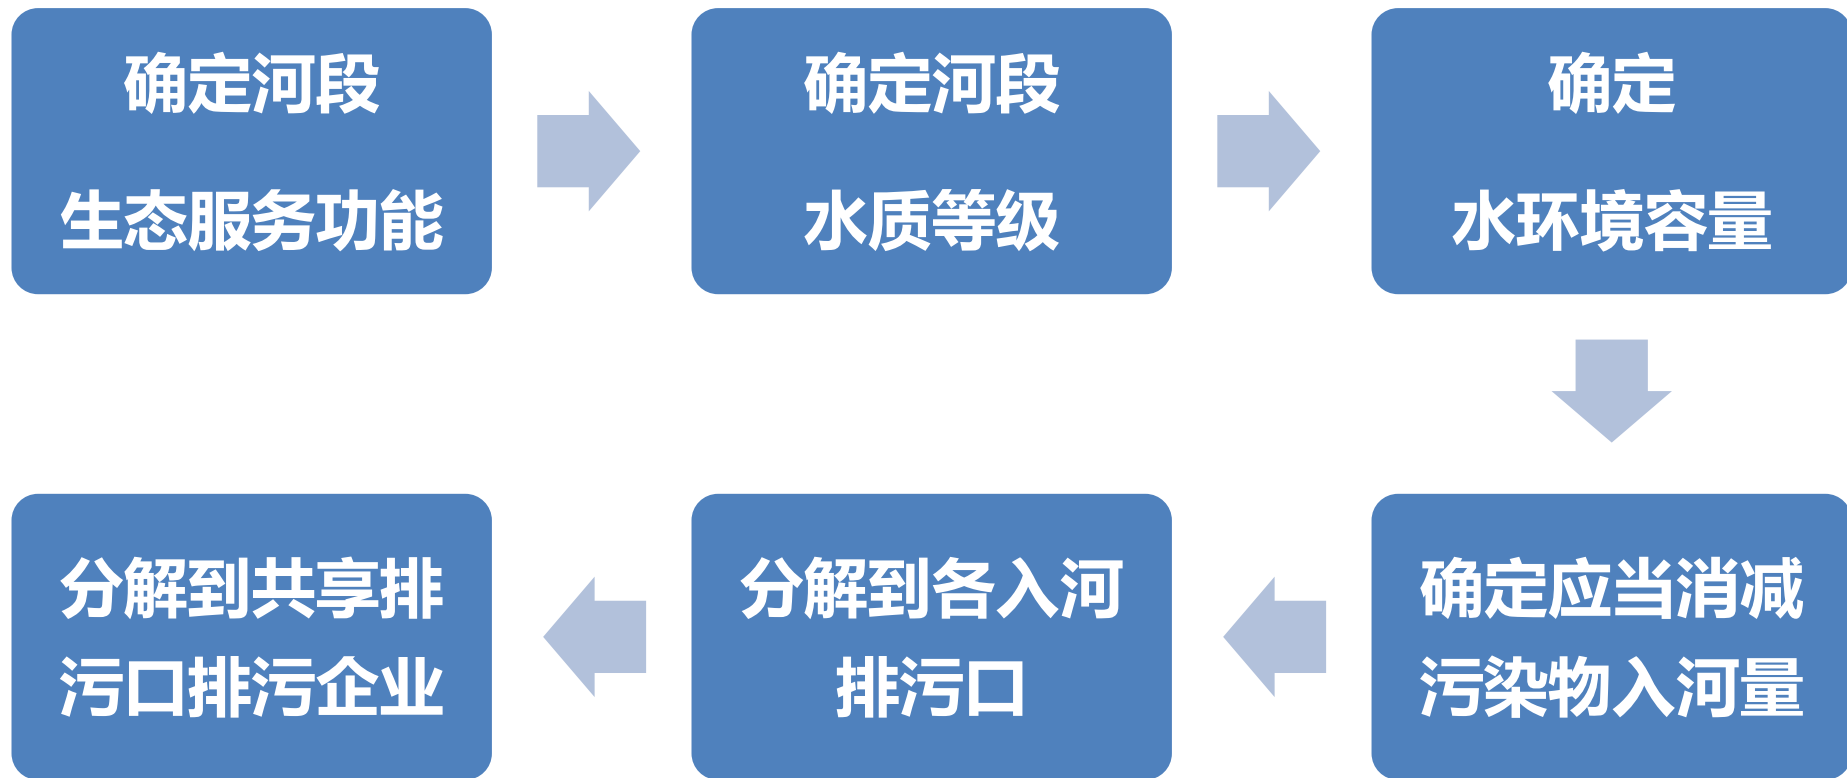 确定河段
生态服务功能
确定河段
水质等级
确定
水环境容量
确定应当消减
污染物入河量
分解到各入河
排污口
分解到共享排
污口排污企业